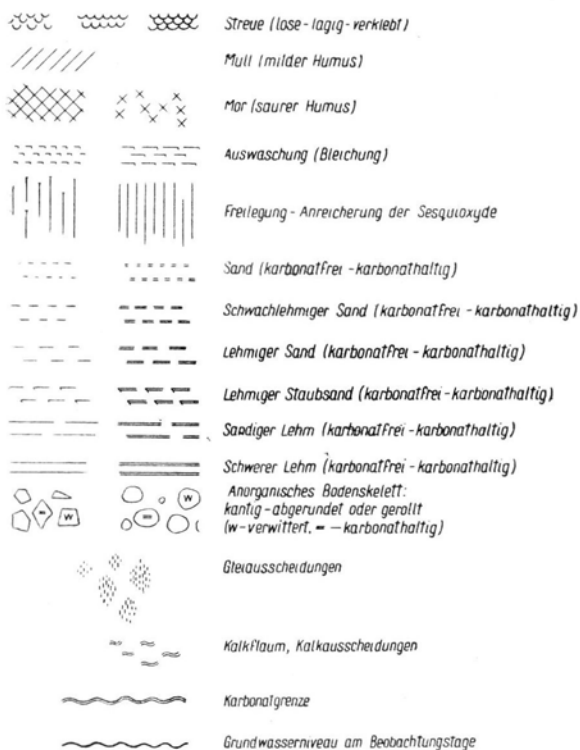 Streue (lose-lagig-verklebt)
Mull (milder Humus)
Mor (saurer Humus)
Auswaschung (Bleichung)
Freilegung-Anreicherung der Sesquioxyde
Sand (karbonatfrei-karbonathaltig)
Schwachlehmiger Sand (karbonatfrei-karbonathaltig)
Lehmiger Sand (karbonatfrei-karbonathaltig)
Lehmiger Staubsand (karbonatfrei-karbonathaltig)
Sandiger Lehm (karbonatfrei-karbonathaltig)
Schwerer Lehm (karbonatfrei-karbonathaltig)
W W Anorganisches Bodenskelett:
kantig-abgerundet oder gerollt
(w-verwittert, = - karbonathaltig)
Gleiausscheidungen
Kalkflaum, Kalkausscheidungen
Karbonatgrenze
Grundwasserniveau am Beobachtungstage